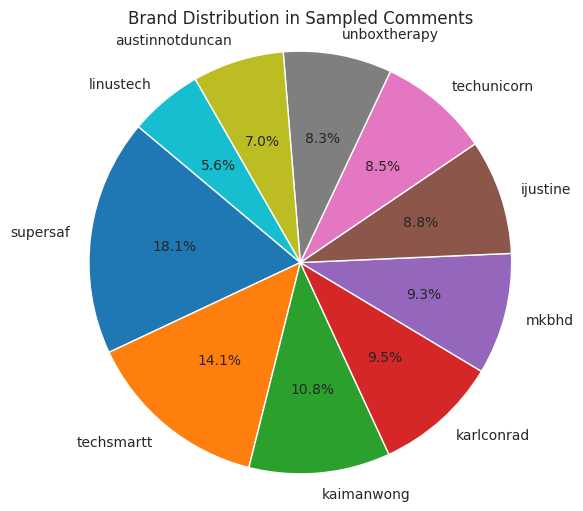 Brand Distribution in Sampled Comments
unboxtherapy
austinnotduncan
techunicorn
linustech
8.3%
7.0%
8.5%
5.6%
ijustine
8.8%
supersaf
18.1%
9.3%
mkbhd
14.1%
9.5%
10.8%
karlconrad
techsmartt
kaimanwong